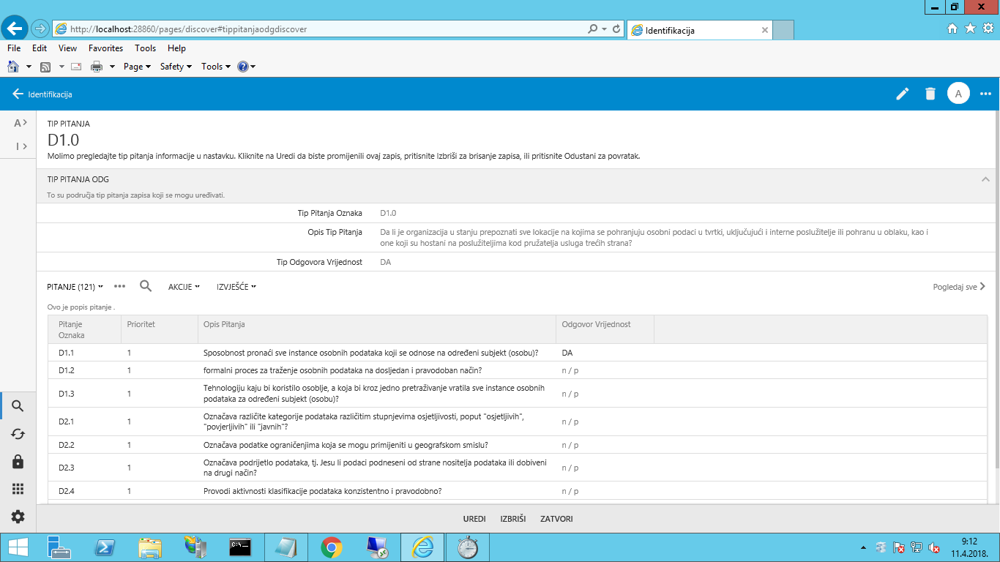 http://localhost:28860/pages/discover#tippitanjaodgdiscover
Identifikacija
File Edit View Favorites Tools Help
Page Safety Tools
Identifikacija
A
A
I
TIP PITANJA
D1.0
Molimo pregledajte tip pitanja informacije u nastavku. Kliknite na Uredi da biste promijenili ovaj zapis, pritisnite Izbriši za brisanje zapisa, ili pritisnite Odustani za povratak.
TIP PITANJA ODG
To su područja tip pitanja zapisa koji se mogu uređivati.
Tip Pitanja Oznaka D1.0
Opis Tip Pitanja Da li je organizacija u stanju prepoznati sve lokacije na kojima se pohranjuju osobni podaci u tvrtki, uključujući i interne poslužitelje ili pohranu u oblaku, kao i
one koji su hostani na poslužiteljima kod pružatelja usluga trećih strana?
Tip Odgovora Vrijednost DA
PITANJE (121) AKCIJE IZVJEŠĆE Pogledaj sve
Ovo je popis pitanje .
Pitanje Oznaka Prioritet Opis Pitanja Odgovor Vrijednost
D1.1 1 Sposobnost pronaći sve instance osobnih podataka koji se odnose na određeni subjekt (osobu)? DA
D1.2 1 formalni proces za traženje osobnih podataka na dosljedan i pravodoban način? n / p
D1.3 1 Tehnologiju kaju bi koristilo osoblje, a koja bi kroz jedno pretraživanje vratila sve instance osobnih
podataka za određeni subjekt (osobu)? n / p
D2.1 1 Označava različite kategorije podataka različitim stupnjevima osjetljivosti, poput "osjetljivih",
"povjerljivih" ili "javnih"? n / p
D2.2 1 Označava podatke ograničenjima koja se mogu primijeniti u geografskom smislu? n / p
D2.3 1 Označava podrijetlo podataka, tj. Jesu li podaci podneseni od strane nositelja podataka ili dobiveni
na drugi način? n / p
D2.4 1 Provodi aktivnosti klasifikacije podataka konzistentno i pravodobno? n / p
UREDI IZBRIŠI ZATVORI
9:12
11.4.2018.